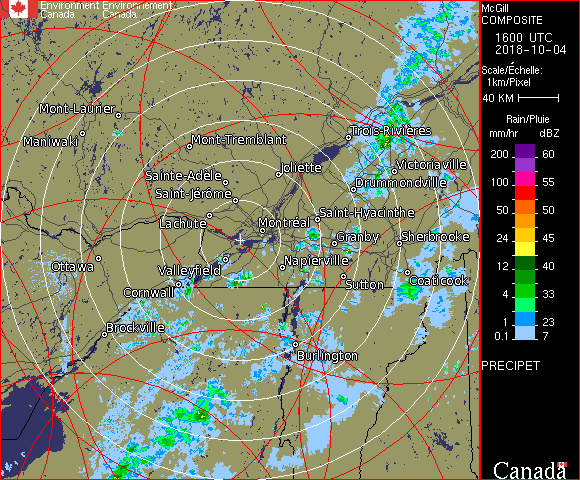 Environment Environnement
Canada Canada
McGill
COMPOSITE
1600 UTC
2018-10-04
Scale/Échelle:
1km/Pixel
40 KM
Rain/Pluie
mm/hr dBZ
200 60
100 55
50 50
24 45
12 40
4 33
1 23
0.1 7
PRECIPET
Canada
Mont-Laurier
Maniwaki
Mont-Tremblant
Trois-Rivières
Victoriaville
Sainte-Adèle
Joliette
Saint-Jérôme
Drummondville
Lachute
Montréal
Saint-Hyacinthe
Granby
Sherbrooke
Ottawa
Valleyfield
Napierville
Cornwall
Sutton
Coaticook
Brockville
Burlington